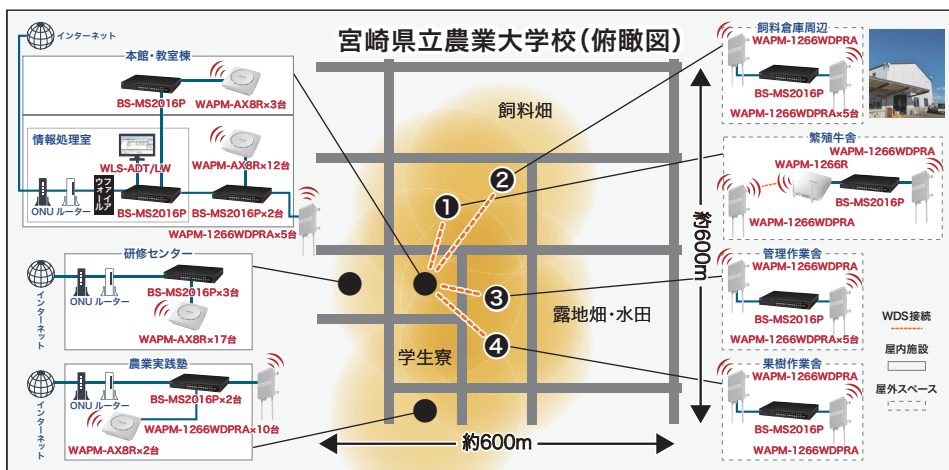 宮崎県立農業大学校(俯瞰図)
インターネット
本館・教室棟
BS-MS2016P
WAPM-AX8R×3台
情報処理室
WLS-ADT/LW
WAPM-AX8R×12台
ONU ルーター
ファイアウォール
BS-MS2016P
BS-MS2016P×2台
WAPM-1266WDPRA×5台
研修センター
インターネット
ONU ルーター
BS-MS2016P×3台
WAPM-AX8R×17台
農業実践塾
インターネット
ONU ルーター
BS-MS2016P×2台
WAPM-1266WDPRA×10台
WAPM-AX8R×2台
飼料畑
❷
❶
❸
❹
露地畑・水田
学生寮
約600m
約600m
飼料倉庫周辺
WAPM-1266WDPRA
BS-MS2016P
WAPM-1266WDPRA×5台
繁殖牛舎
WAPM-1266WDPRA
WAPM-1266R
BS-MS2016P
WAPM-1266WDPRA
管理作業舎
WAPM-1266WDPRA
BS-MS2016P
WAPM-1266WDPRA×5台
果樹作業舎
WAPM-1266WDPRA
BS-MS2016P
WAPM-1266WDPRA
WDS接続
屋内施設
屋外スペース